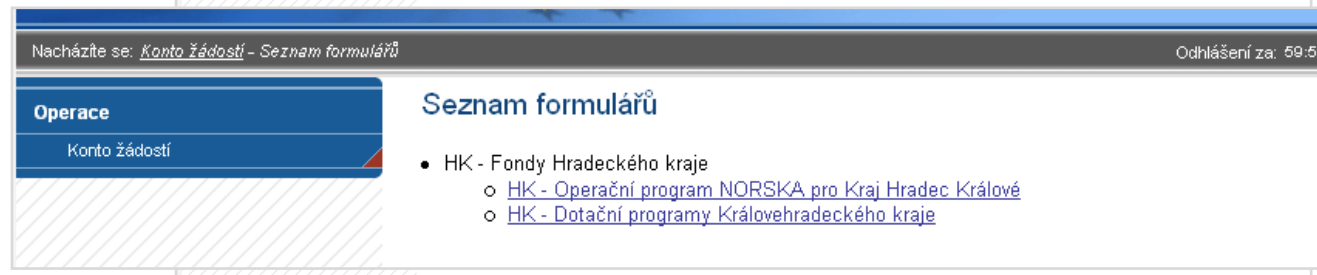 Nacházíte se: Konto žádostí - Seznam formulářů
Odhlášení za: 59:5
Operace
Konto žádostí
Seznam formulářů
HK - Fondy Hradeckého kraje
HK - Operační program NORSKA pro Kraj Hradec Králové
HK - Dotační programy Královehradeckého kraje